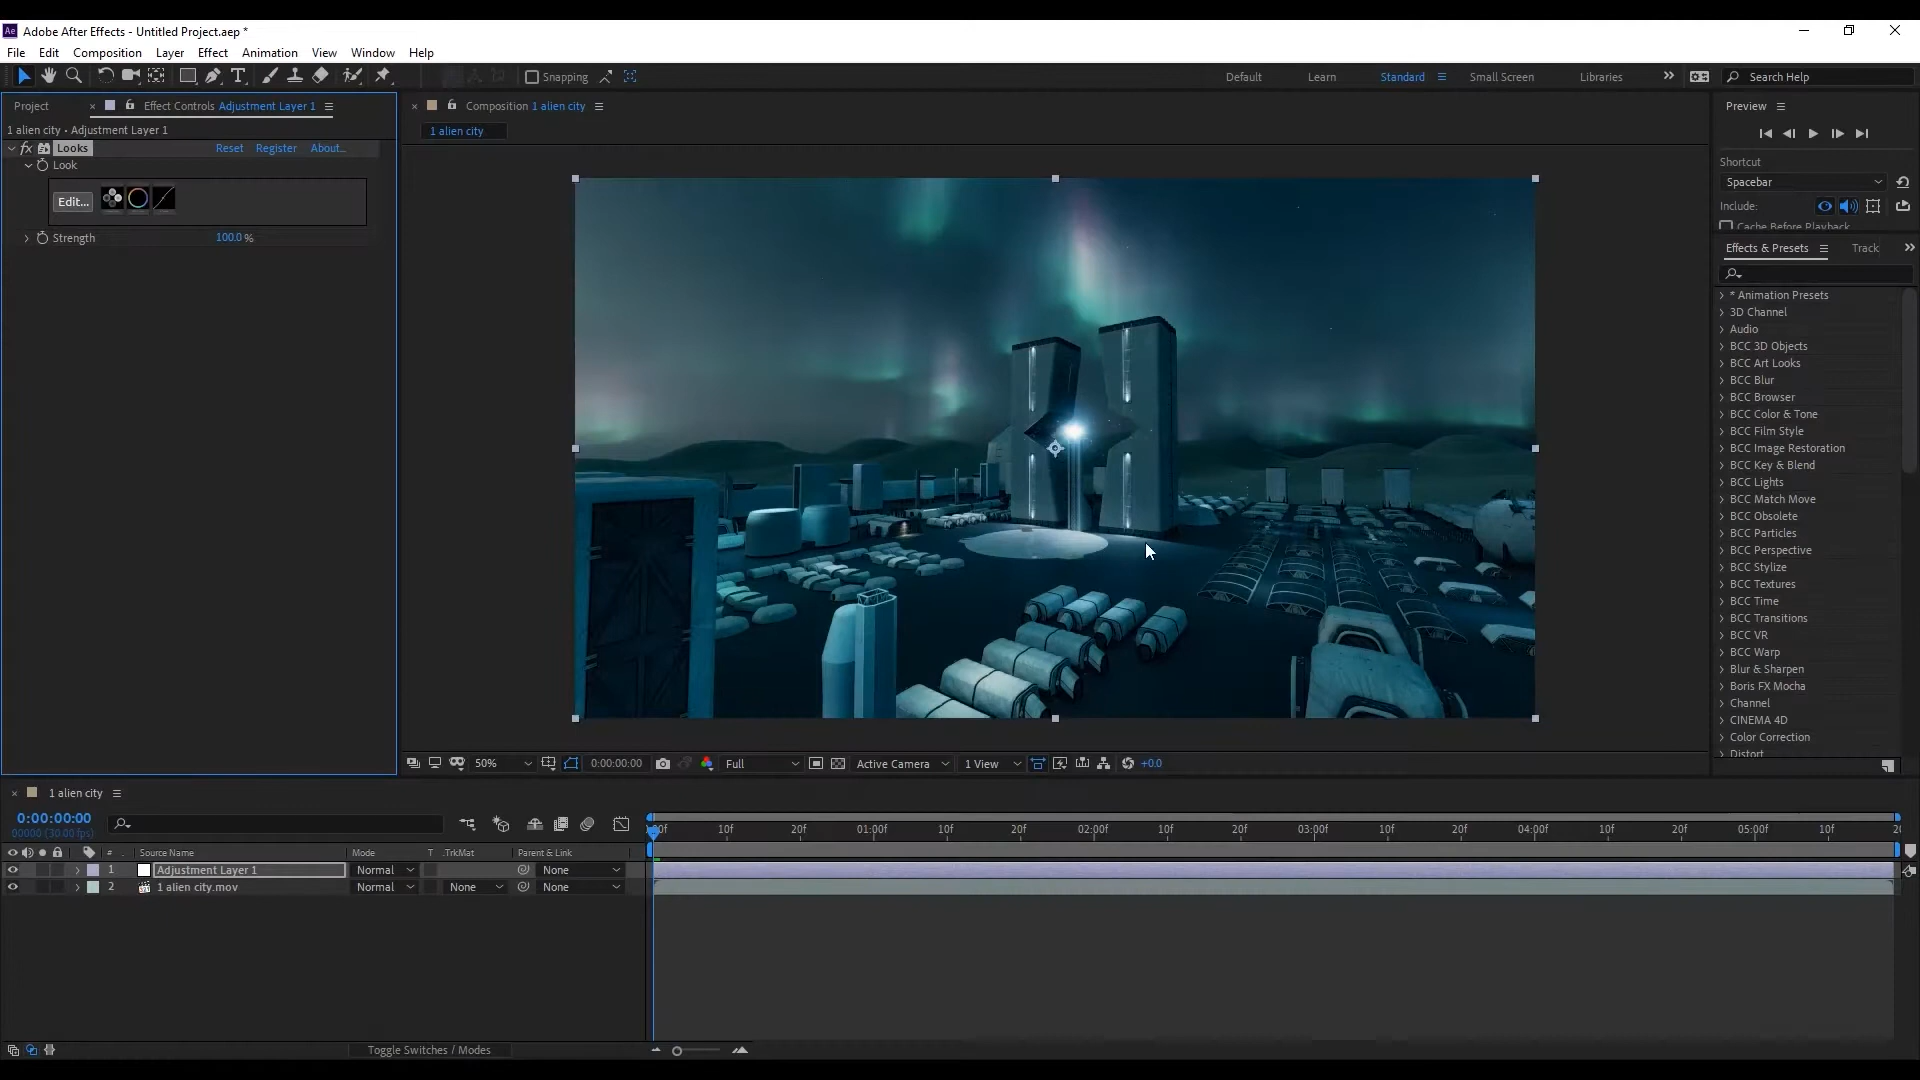 Ae Adobe After Effects - Untitled Project.aep *
File Edit Composition Layer Effect Animation View Window Help
Snapping Default Learn Standard Small Screen Libraries » Search Help
Project × Effect Controls Adjustment Layer 1 × Composition 1 alien city Preview
1 alien city • Adjustment Layer 1
1 alien city
fx Looks Reset Register About...
Look
Edit...
Strength 100.0 %
Shortcut
Spacebar
Include:
Cache Before Playback
Effects & Presets Track »
* Animation Presets
3D Channel
Audio
BCC 3D Objects
BCC Art Looks
BCC Blur
BCC Browser
BCC Color & Tone
BCC Film Style
BCC Image Restoration
BCC Key & Blend
BCC Lights
BCC Match Move
BCC Obsolete
BCC Particles
BCC Perspective
BCC Stylize
BCC Textures
BCC Time
BCC Transitions
BCC VR
BCC Warp
Blur & Sharpen
Boris FX Mocha
Channel
CINEMA 4D
Color Correction
Distort
50% 0:00:00:00 Full Active Camera 1 View +0.0
× 1 alien city
0:00:00:00
00000 (30.00 fps)
10f 20f 01:00f 10f 20f 02:00f 10f 20f 03:00f 10f 20f 04:00f 10f 20f 05:00f 10f
# Source Name Mode T .TrkMat Parent & Link
1 Adjustment Layer 1 Normal None
2 1 alien city.mov Normal None None
Toggle Switches / Modes